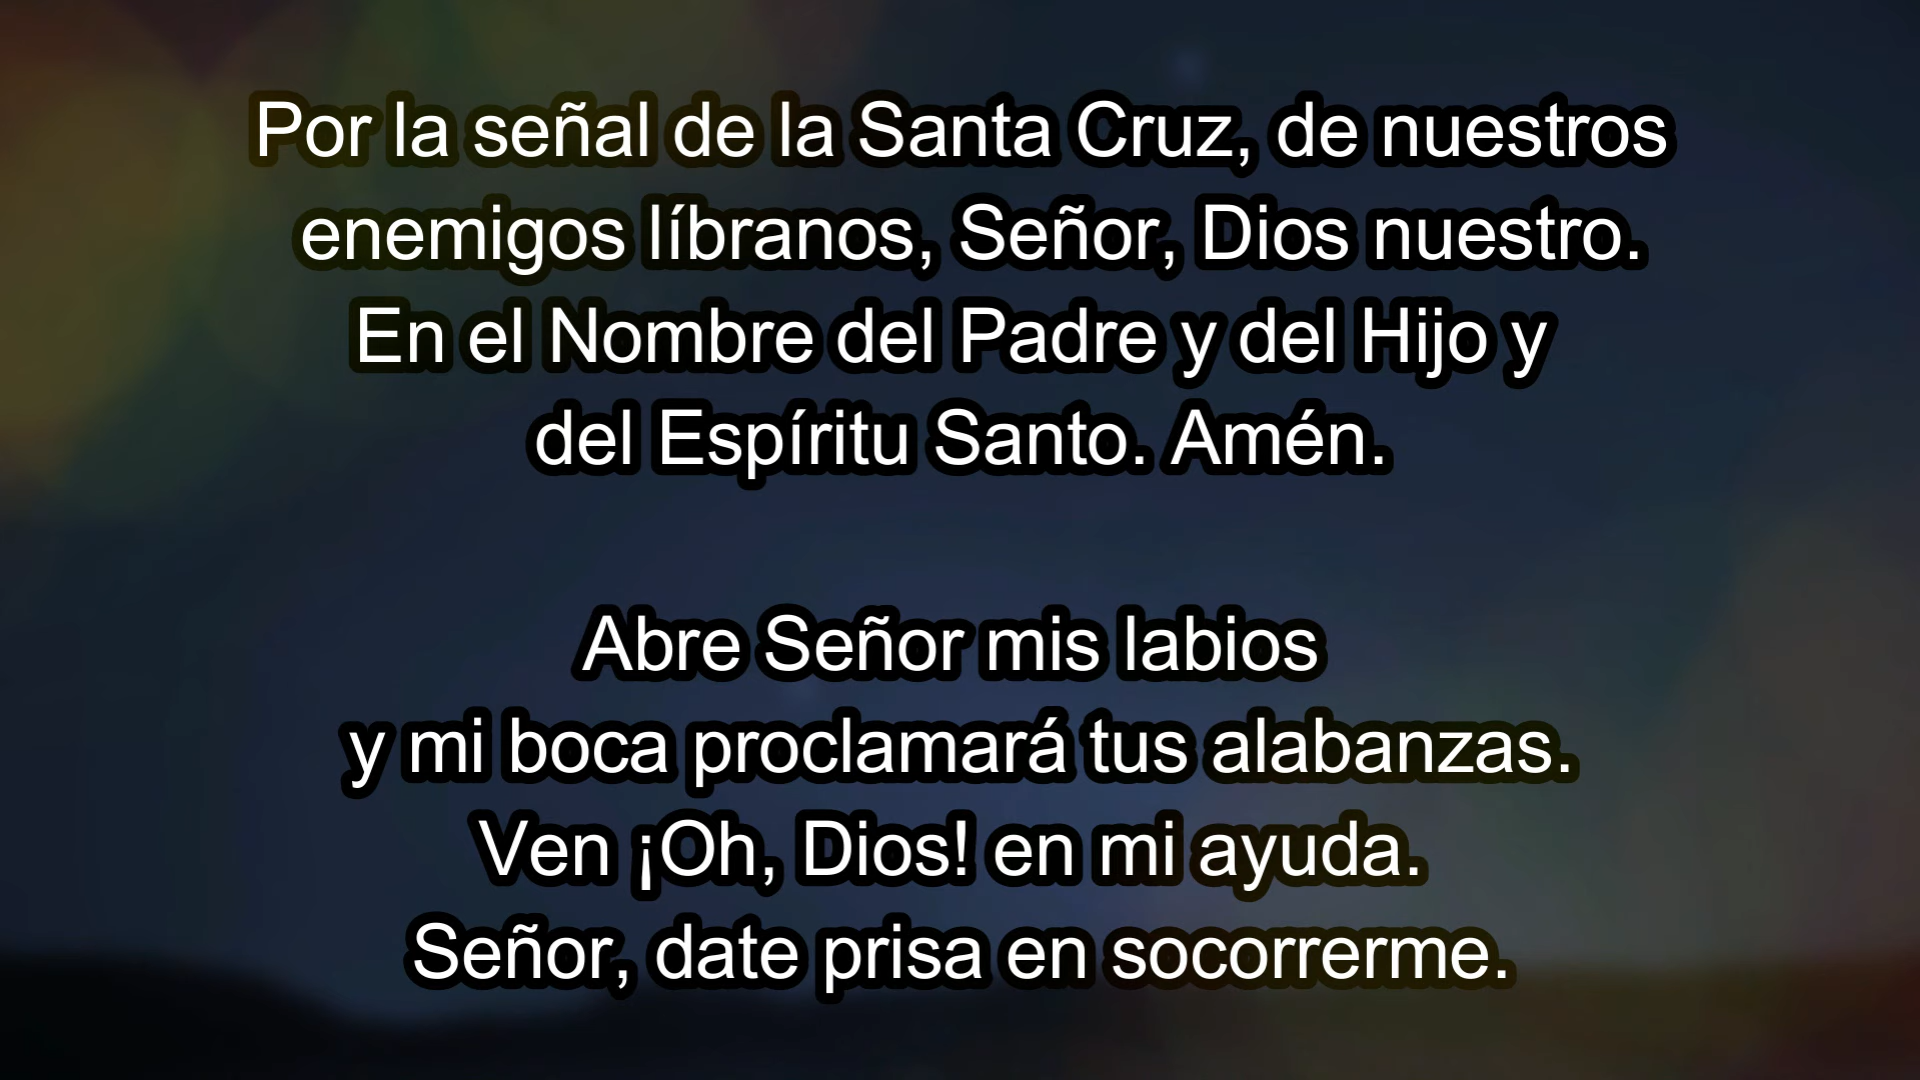 Por la señal de la Santa Cruz, de nuestros
enemigos líbranos, Señor, Dios nuestro.
En el Nombre del Padre y del Hijo y
del Espíritu Santo. Amén.
Abre Señor mis labios
y mi boca proclamará tus alabanzas.
Ven ¡Oh, Dios! en mi ayuda.
Señor, date prisa en socorrerme.